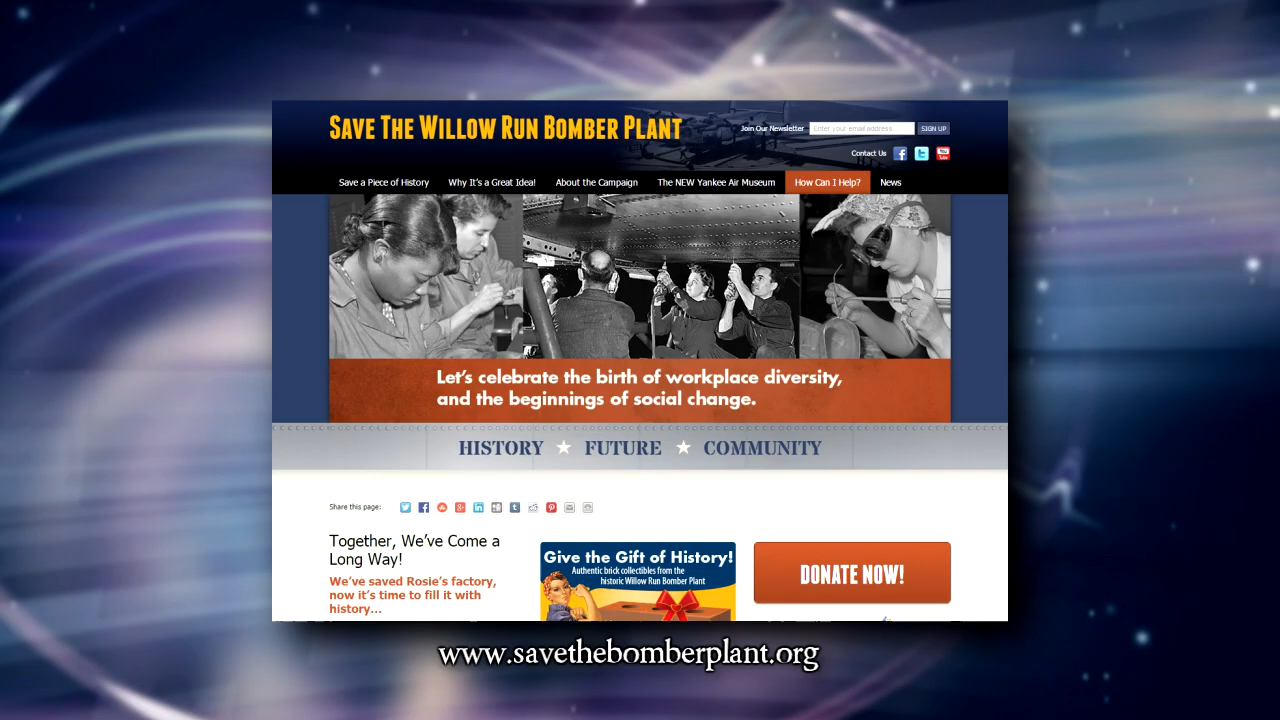 SAVE THE WILLOW RUN BOMBER PLANT
Join Our Newsletter
Enter your email address
SIGN UP
Contact Us
Save a Piece of History
Why It's a Great Idea!
About the Campaign
The NEW Yankee Air Museum
How Can I Help?
News
Let's celebrate the birth of workplace diversity,
and the beginnings of social change.
HISTORY ★ FUTURE ★ COMMUNITY
Share this page:
Together, We've Come a
Long Way!
We've saved Rosie's factory,
now it's time to fill it with
history...
Give the Gift of History!
Authentic brick collectibles from the
historic Willow Run Bomber Plant
DONATE NOW!
www.savethebomberplant.org